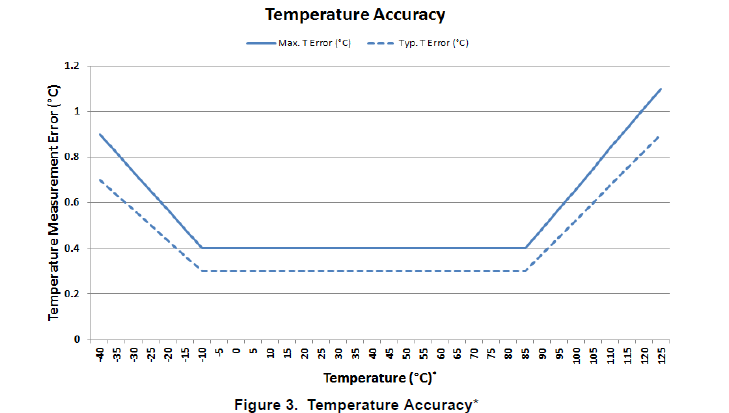 Temperature Accuracy
Max. T Error (°C) Typ. T Error (°C)
Temperature Measurement Error (°C)
1.2
1
0.8
0.6
0.4
0.2
0
-40 -35 -30 -25 -20 -15 -10 -5 0 5 10 15 20 25 30 35 40 45 50 55 60 65 70 75 80 85 90 95 100 105 110 115 120 125
Temperature (°C)*
Figure 3. Temperature Accuracy*